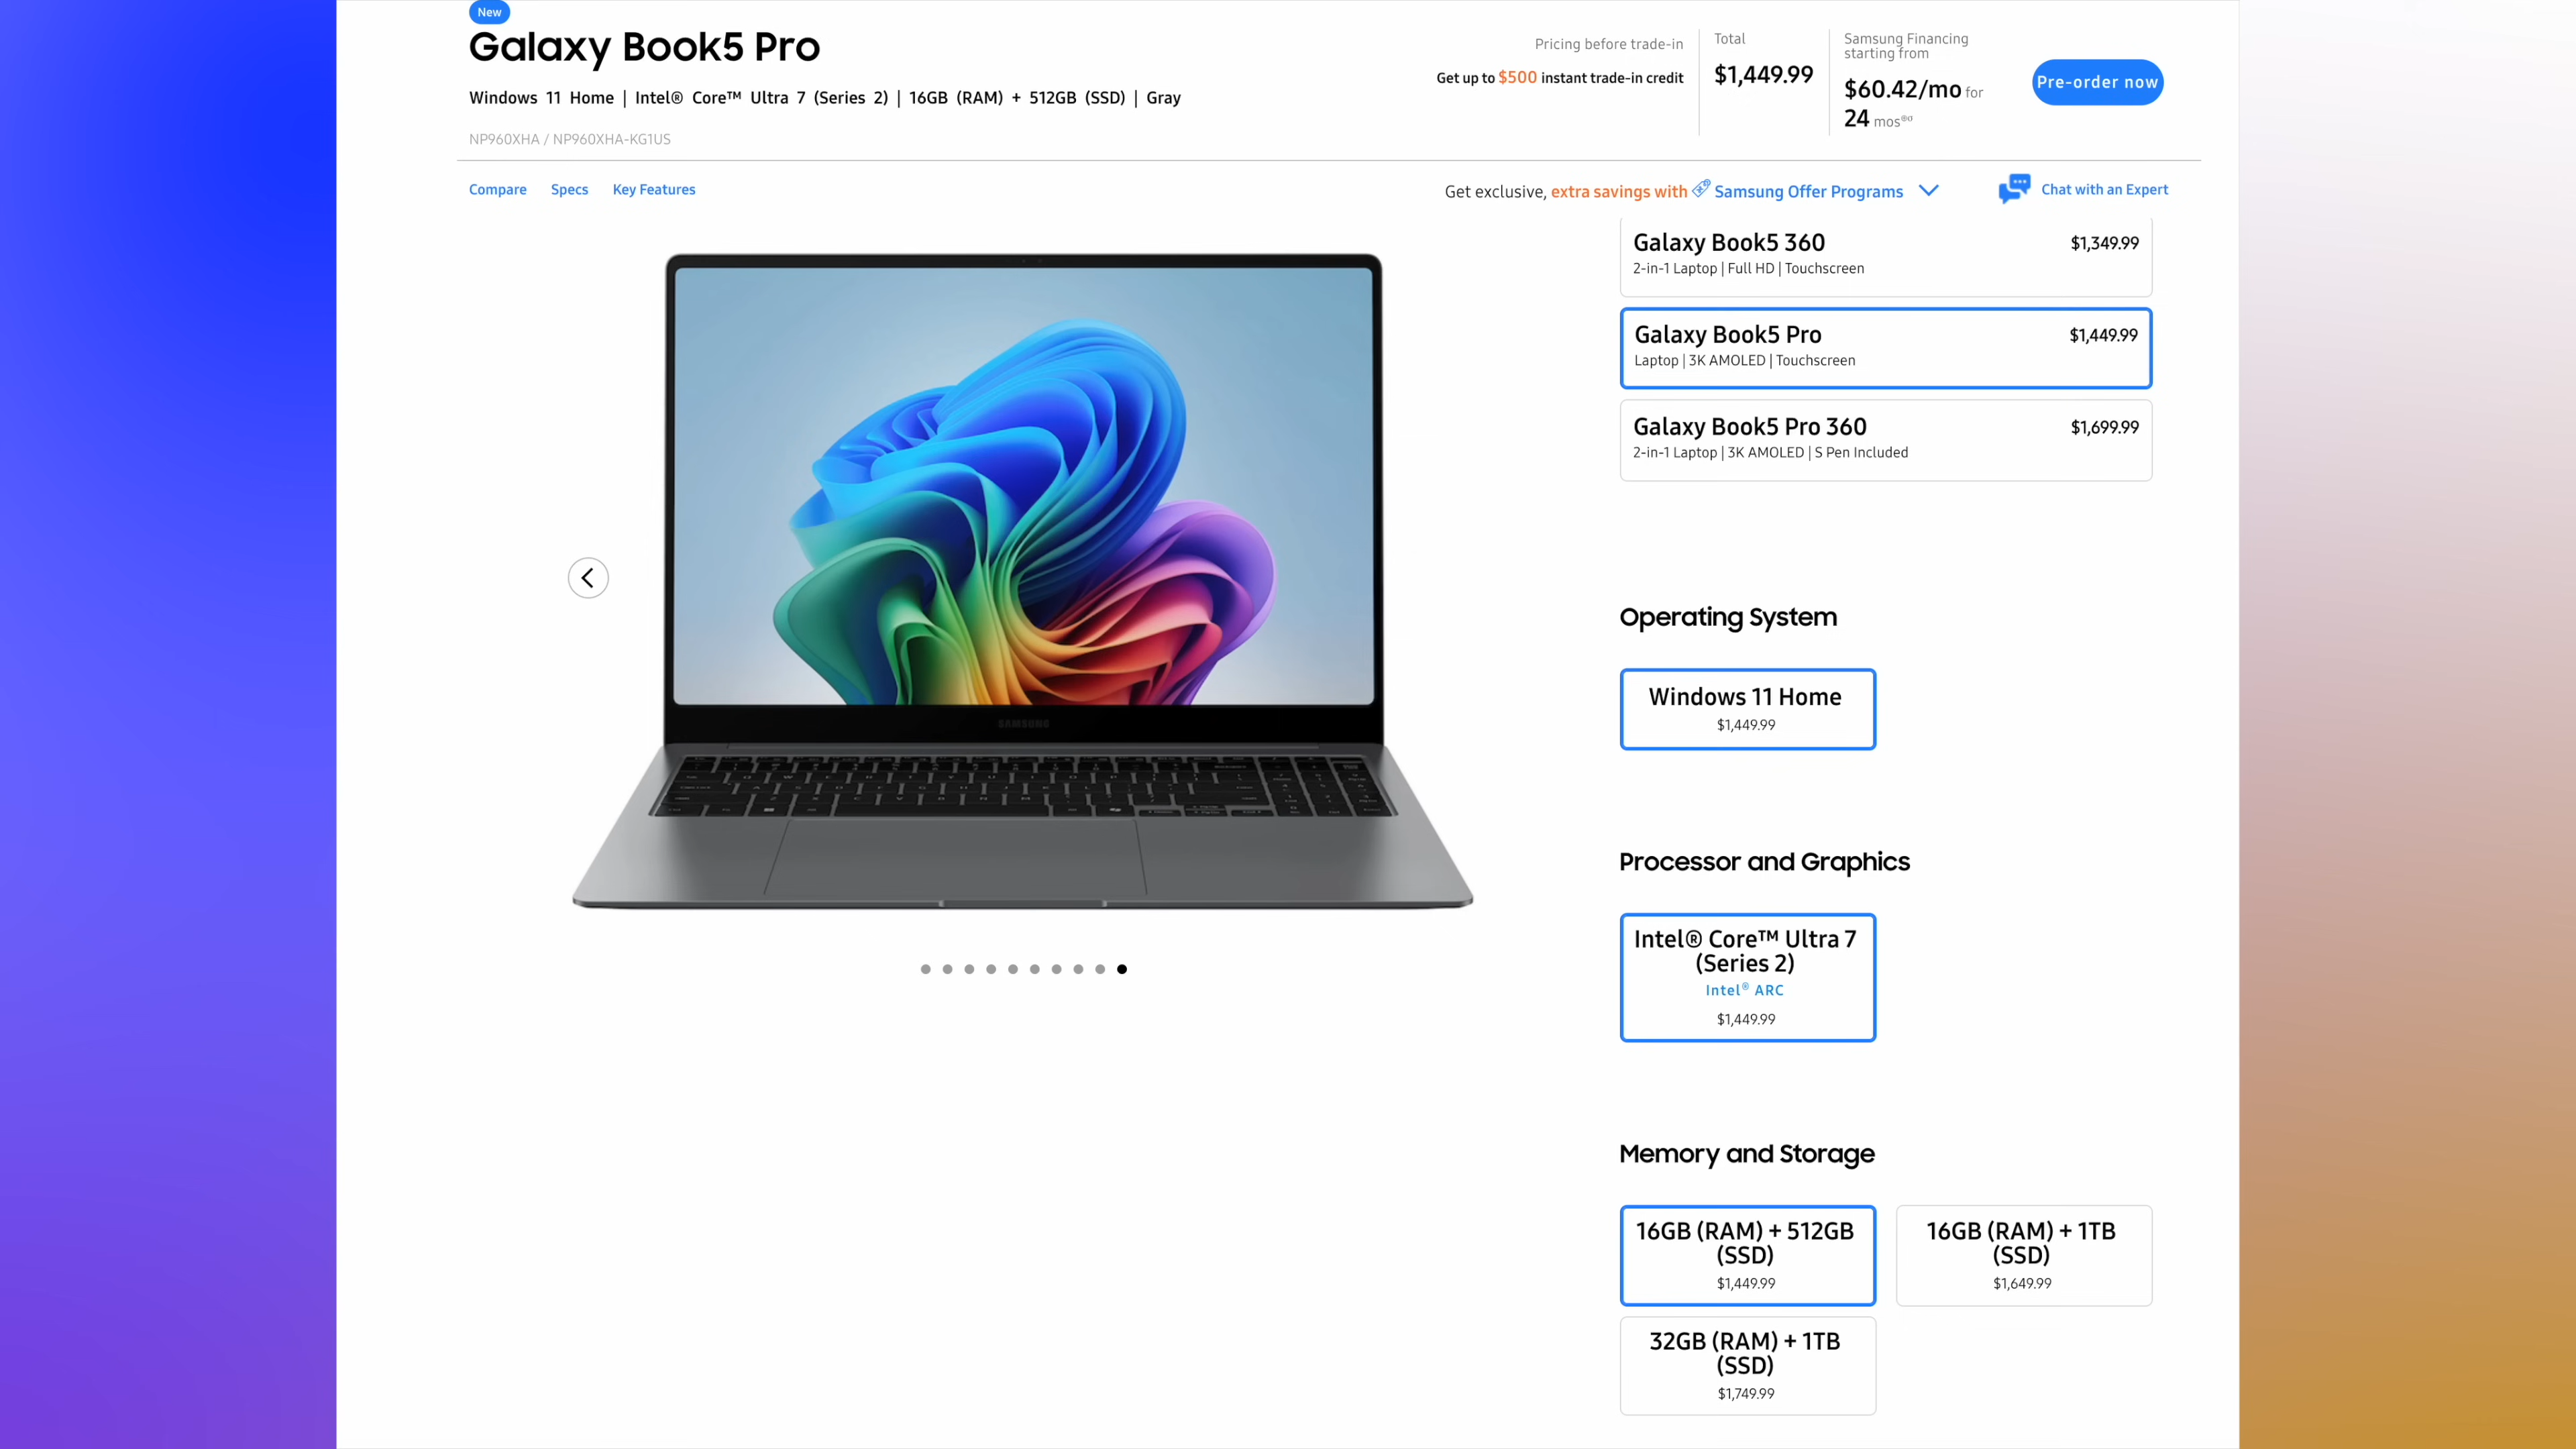 New
Galaxy Book5 Pro
Windows 11 Home | Intel® Core™ Ultra 7 (Series 2) | 16GB (RAM) + 512GB (SSD) | Gray
NP960XHA / NP960XHA-KG1US
Pricing before trade-in
Get up to $500 instant trade-in credit
Total
$1,449.99
Samsung Financing
starting from
$60.42/mo for
24 mos
Pre-order now
Compare
Specs
Key Features
Get exclusive, extra savings with Samsung Offer Programs
Chat with an Expert
Galaxy Book5 360
$1,349.99
2-in-1 Laptop | Full HD | Touchscreen
Galaxy Book5 Pro
$1,449.99
Laptop | 3K AMOLED | Touchscreen
Galaxy Book5 Pro 360
$1,699.99
2-in-1 Laptop | 3K AMOLED | S Pen Included
SAMSUNG
Operating System
Windows 11 Home
$1,449.99
Processor and Graphics
Intel® Core™ Ultra 7
(Series 2)
Intel® ARC
$1,449.99
Memory and Storage
16GB (RAM) + 512GB
(SSD)
$1,449.99
16GB (RAM) + 1TB
(SSD)
$1,649.99
32GB (RAM) + 1TB
(SSD)
$1,749.99